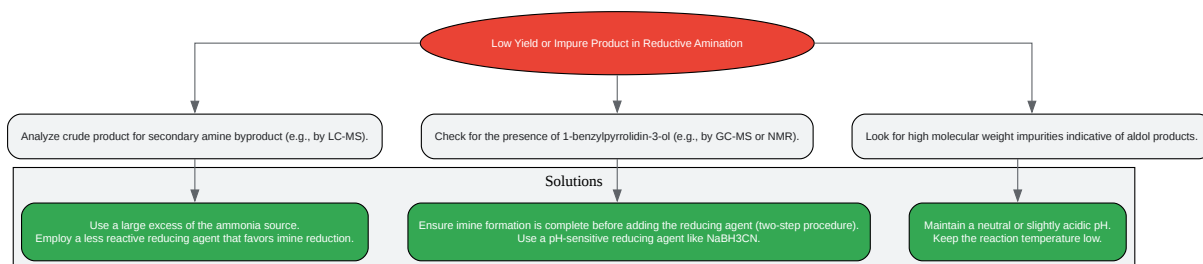 Low Yield or Impure Product in Reductive Amination
Analyze crude product for secondary amine byproduct (e.g., by LC-MS).
Check for the presence of 1-benzylpyrrolidin-3-ol (e.g., by GC-MS or NMR).
Look for high molecular weight impurities indicative of aldol products.
Solutions
Use a large excess of the ammonia source.
Employ a less reactive reducing agent that favors imine reduction.
Ensure imine formation is complete before adding the reducing agent (two-step procedure).
Use a pH-sensitive reducing agent like NaBH3CN.
Maintain a neutral or slightly acidic pH.
Keep the reaction temperature low.